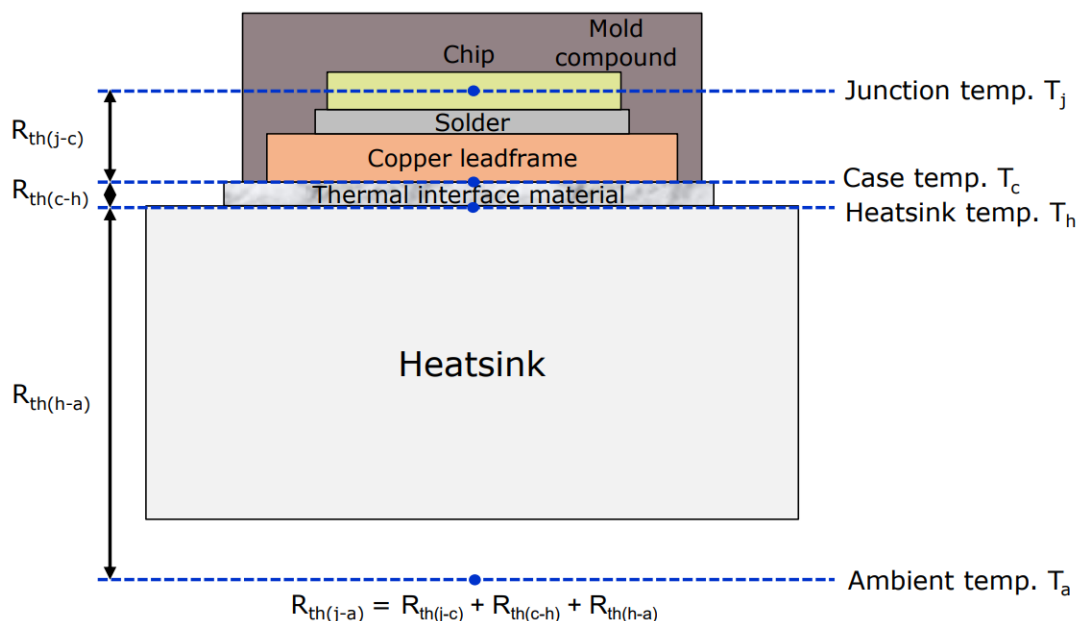 Mold
compound
Chip
Junction temp. Tj
Rth(j-c)
Solder
Copper leadframe
Case temp. Tc
Rth(c-h)
Thermal interface material
Heatsink temp. Th
Heatsink
Rth(h-a)
Ambient temp. Ta
Rth(j-a) = Rth(j-c) + Rth(c-h) + Rth(h-a)